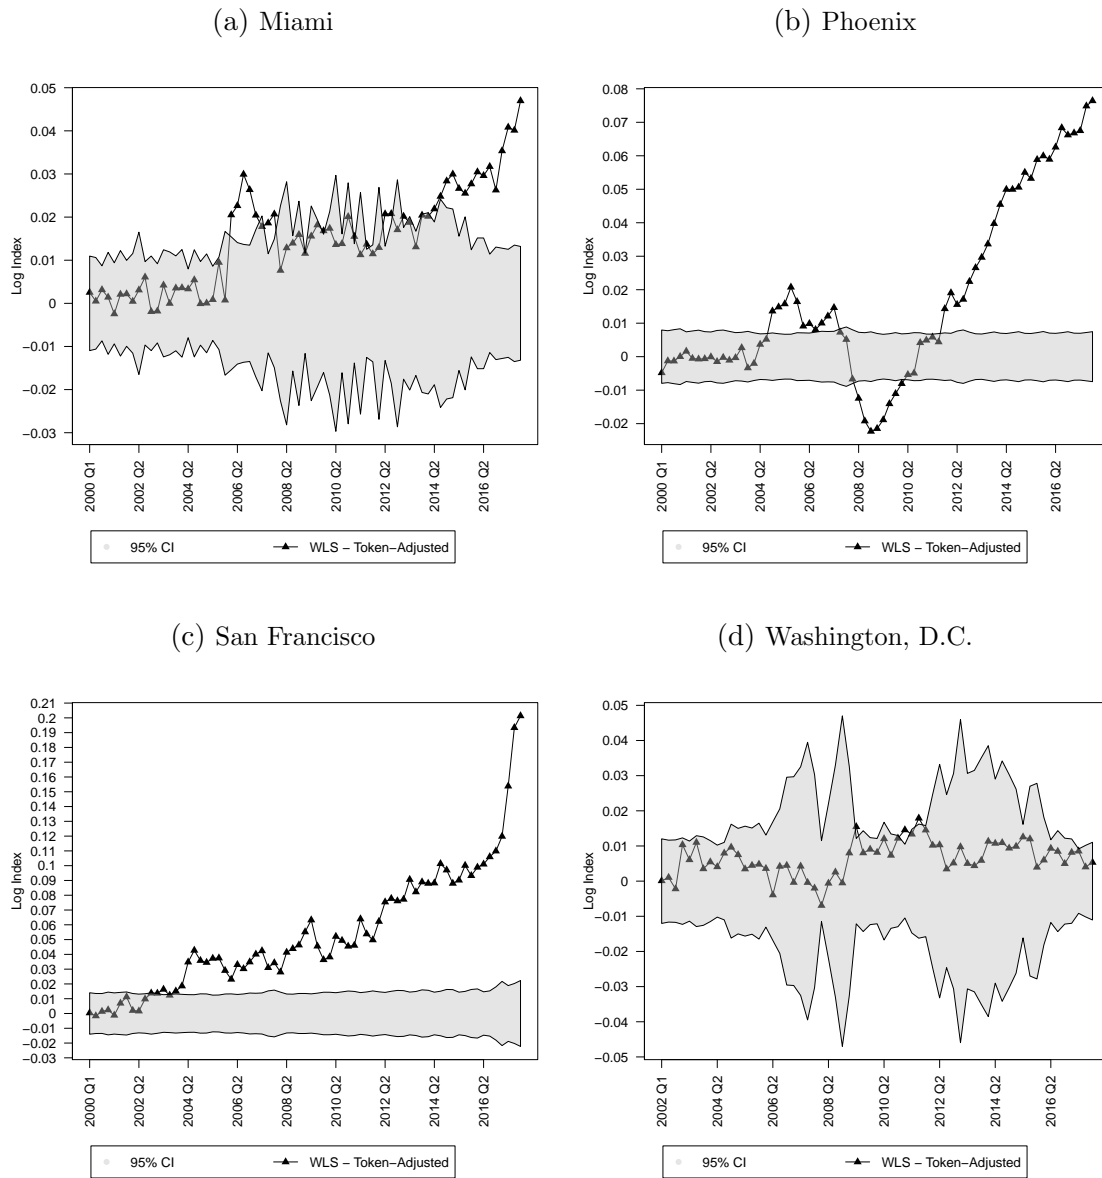 (a) Miami
(b) Phoenix
0.05
0.04
0.03
0.02
0.01
0
−0.01
−0.02
−0.03
Log Index
2000 Q1
2002 Q2
2004 Q2
2006 Q2
2008 Q2
2010 Q2
2012 Q2
2014 Q2
2016 Q2
95% CI
WLS − Token−Adjusted
0.08
0.07
0.06
0.05
0.04
0.03
0.02
0.01
0
−0.01
−0.02
Log Index
2000 Q1
2002 Q2
2004 Q2
2006 Q2
2008 Q2
2010 Q2
2012 Q2
2014 Q2
2016 Q2
95% CI
WLS − Token−Adjusted
(c) San Francisco
(d) Washington, D.C.
0.21
0.2
0.19
0.18
0.17
0.16
0.15
0.14
0.13
0.12
0.11
0.1
0.09
0.08
0.07
0.06
0.05
0.04
0.03
0.02
0.01
0
−0.01
−0.02
−0.03
Log Index
2000 Q1
2002 Q2
2004 Q2
2006 Q2
2008 Q2
2010 Q2
2012 Q2
2014 Q2
2016 Q2
95% CI
WLS − Token−Adjusted
0.05
0.04
0.03
0.02
0.01
0
−0.01
−0.02
−0.03
−0.04
−0.05
Log Index
2002 Q1
2004 Q2
2006 Q2
2008 Q2
2010 Q2
2012 Q2
2014 Q2
2016 Q2
95% CI
WLS − Token−Adjusted